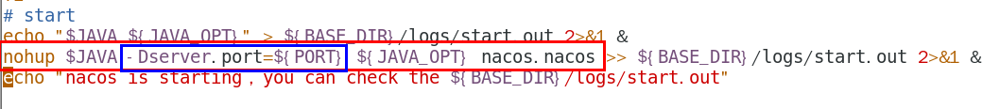 # start
echo "$JAVA ${JAVA_OPT}" > ${BASE_DIR}/logs/start.out 2>&1 &
nohup $JAVA -Dserver.port=${PORT} ${JAVA_OPT} nacos.nacos >> ${BASE_DIR}/logs/start.out 2>&1 &
echo "nacos is starting，you can check the ${BASE_DIR}/logs/start.out"